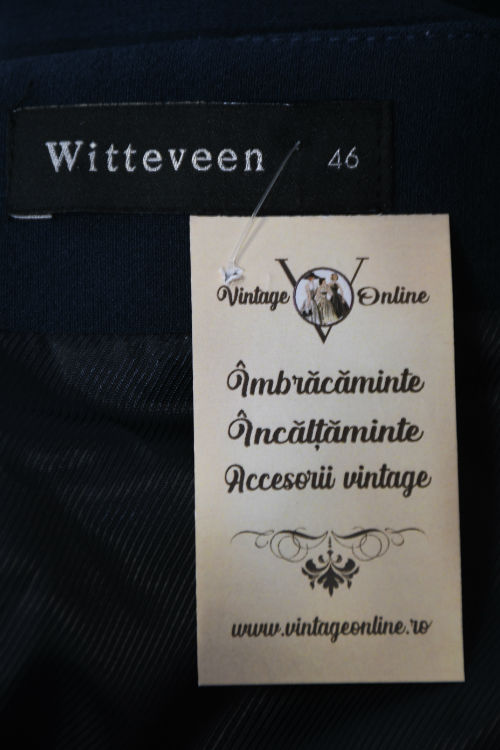 Witteveen 46
Vintage V Online
Îmbrăcăminte
Încălțăminte
Accesorii vintage
www.vintageonline.ro